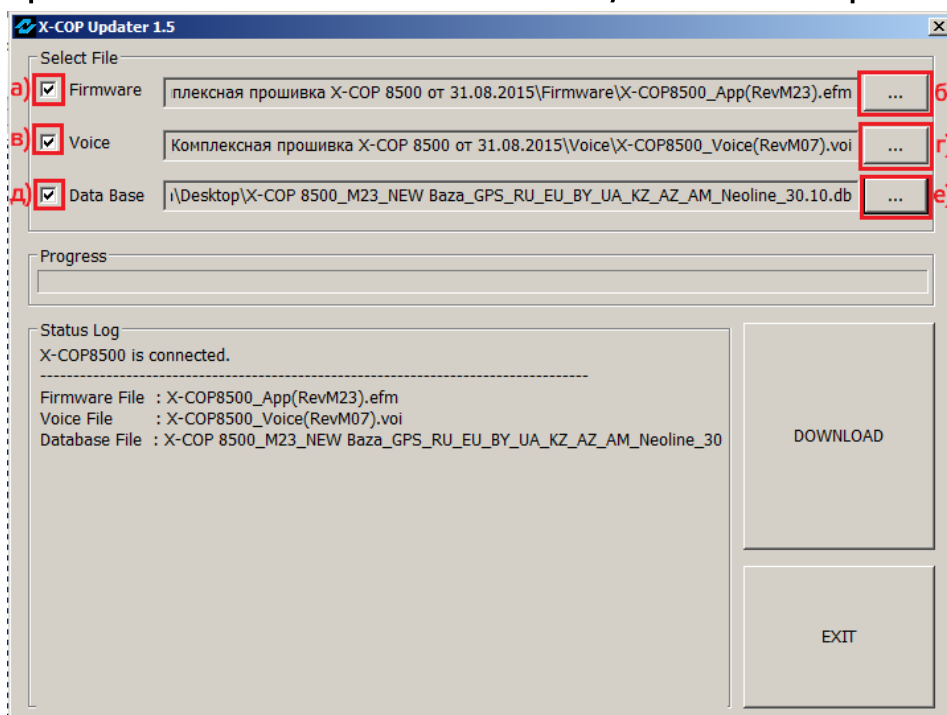 X-COP Updater 1.5
Select File
а) Firmware плексная прошивка X-COP 8500 от 31.08.2015\Firmware\X-COP8500_App(RevM23).efm ... б
в) Voice Комплексная прошивка X-COP 8500 от 31.08.2015\Voice\X-COP8500_Voice(RevM07).voi ... г)
д) Data Base \Desktop\X-COP 8500_M23_NEW Baza_GPS_RU_EU_BY_UA_KZ_AZ_AM_Neoline_30.10.db ... е)
Progress
Status Log
X-COP8500 is connected.
--------------------------------------------------------------------------------
Firmware File : X-COP8500_App(RevM23).efm
Voice File : X-COP8500_Voice(RevM07).voi
Database File : X-COP 8500_M23_NEW Baza_GPS_RU_EU_BY_UA_KZ_AZ_AM_Neoline_30
DOWNLOAD
EXIT